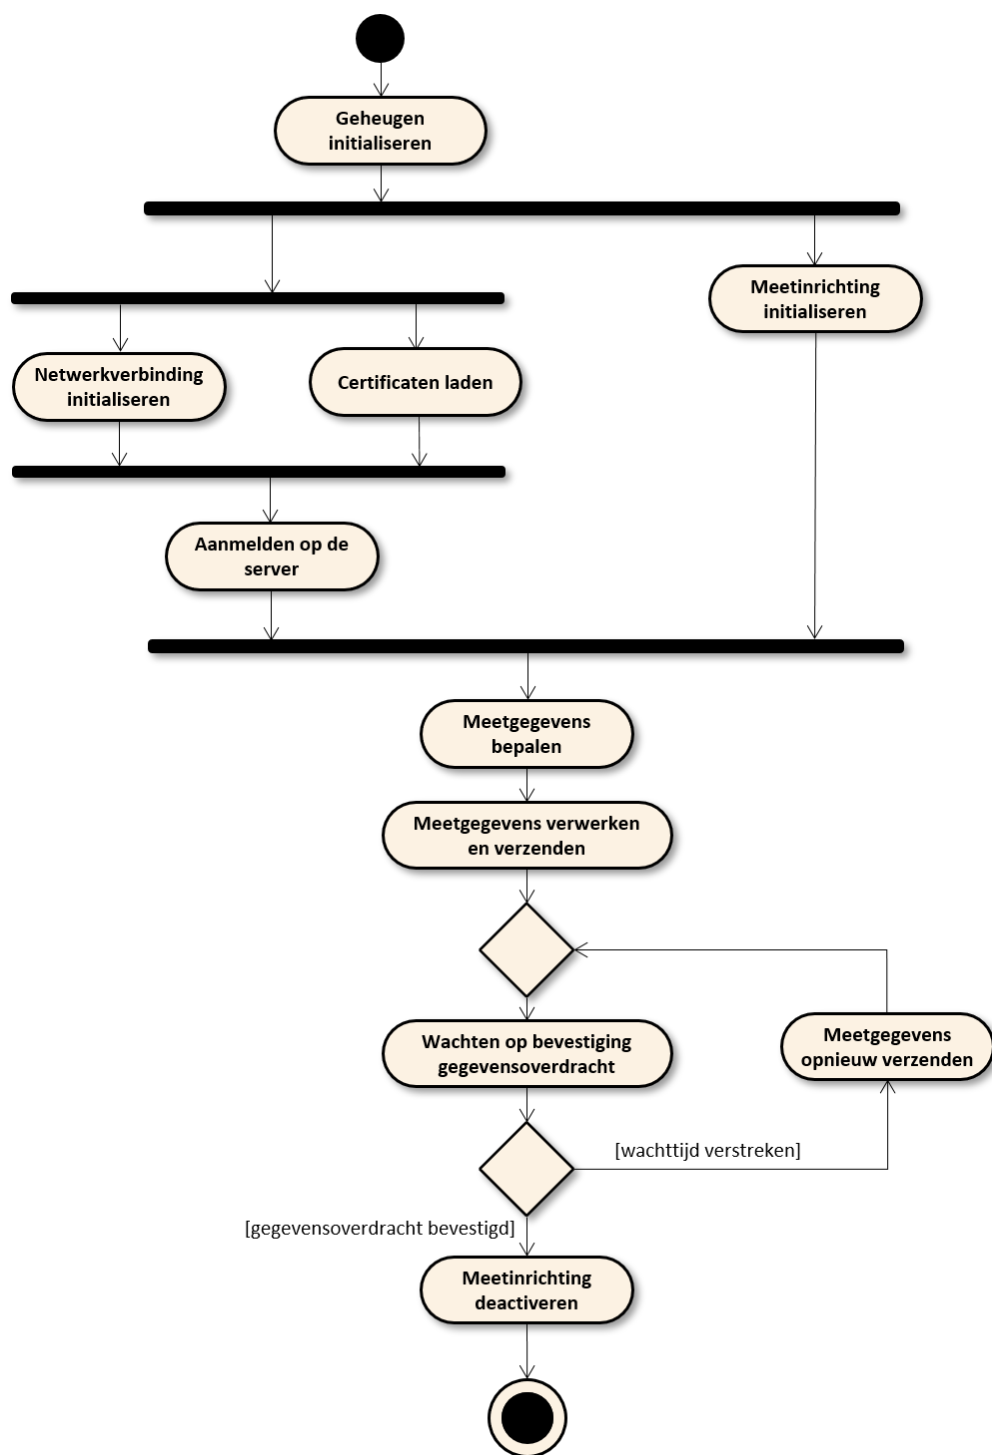 Geheugen
initialiseren
Meetinrichting
initialiseren
Netwerkverbinding
initialiseren
Certificaten laden
Aanmelden op de
server
Meetgegevens
bepalen
Meetgegevens verwerken
en verzenden
Wachten op bevestiging
gegevensoverdracht
Meetgegevens
opnieuw verzenden
[wachttijd verstreken]
[gegevensoverdracht bevestigd]
Meetinrichting
deactiveren